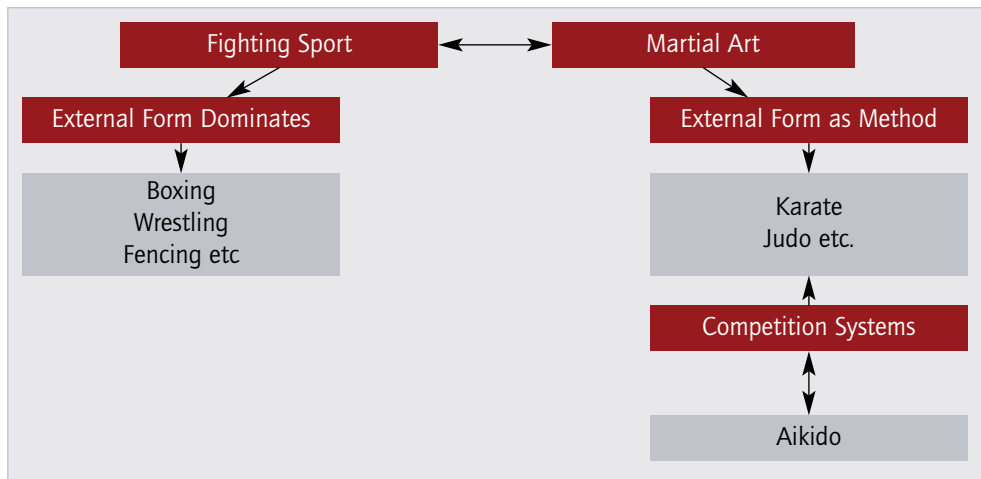 Fighting Sport
Martial Art
External Form Dominates
External Form as Method
Boxing
Wrestling
Fencing etc
Karate
Judo etc.
Competition Systems
Aikido